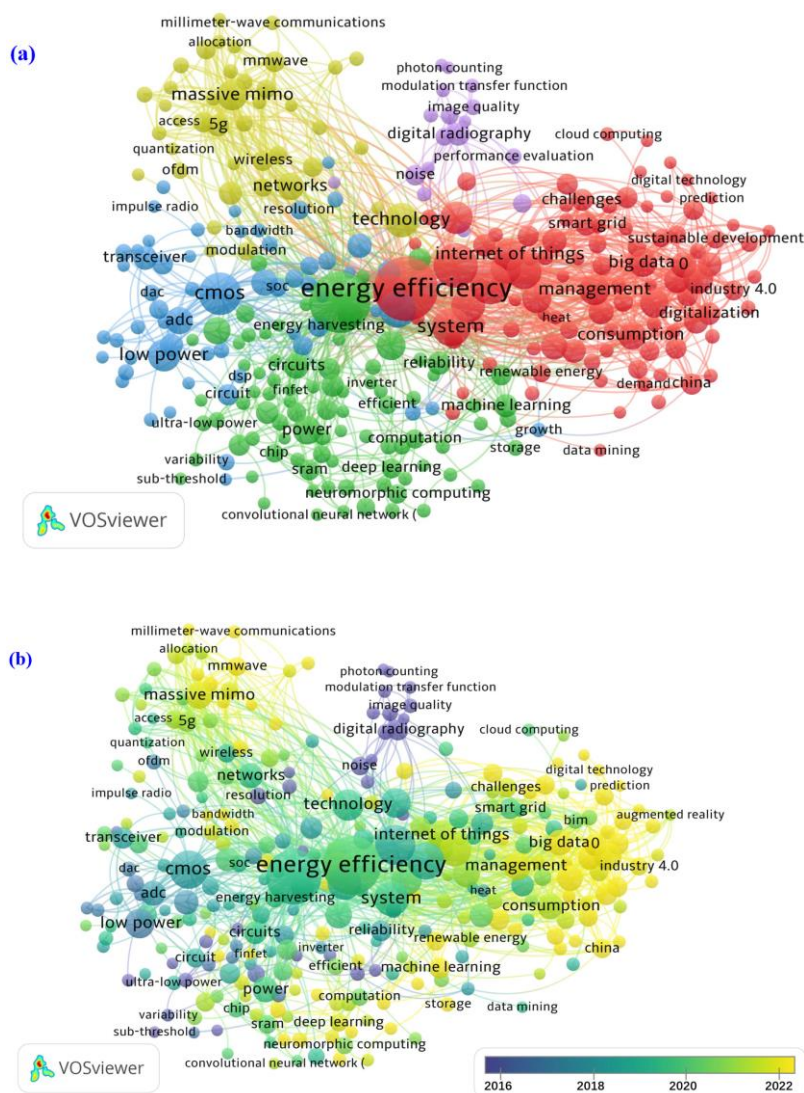 (a)
millimeter-wave communications
allocation
mmwave
massive mimo
access 5g
quantization
ofdm
wireless
networks
impulse radio
resolution
bandwidth
modulation
transceiver
dac
cmos
soc
adc
low power
photon counting
modulation transfer function
image quality
digital radiography
noise
performance evaluation
technology
cloud computing
digital technology
prediction
challenges
smart grid
sustainable development
internet of things
big data 0
energy efficiency
management
industry 4.0
heat
digitalization
energy harvesting
system
consumption
circuits
reliability
renewable energy
dsp
finfet
inverter
circuit
efficient
machine learning
demand
china
ultra-low power
power
computation
growth
storage
data mining
variability
chip
sub-threshold
sram
deep learning
neuromorphic computing
convolutional neural network (
VOSviewer
(b)
millimeter-wave communications
allocation
mmwave
massive mimo
access 5g
quantization
ofdm
wireless
networks
impulse radio
resolution
bandwidth
modulation
transceiver
dac
cmos
soc
adc
low power
photon counting
modulation transfer function
image quality
digital radiography
noise
technology
cloud computing
digital technology
prediction
challenges
smart grid
bim
augmented reality
internet of things
big data 0
energy efficiency
management
industry 4.0
heat
energy harvesting
system
consumption
circuits
reliability
renewable energy
china
circuit
finfet
inverter
efficient
machine learning
ultra-low power
power
computation
storage
data mining
variability
chip
sub-threshold
sram
deep learning
neuromorphic computing
convolutional neural network (
VOSviewer
2016 2018 2020 2022